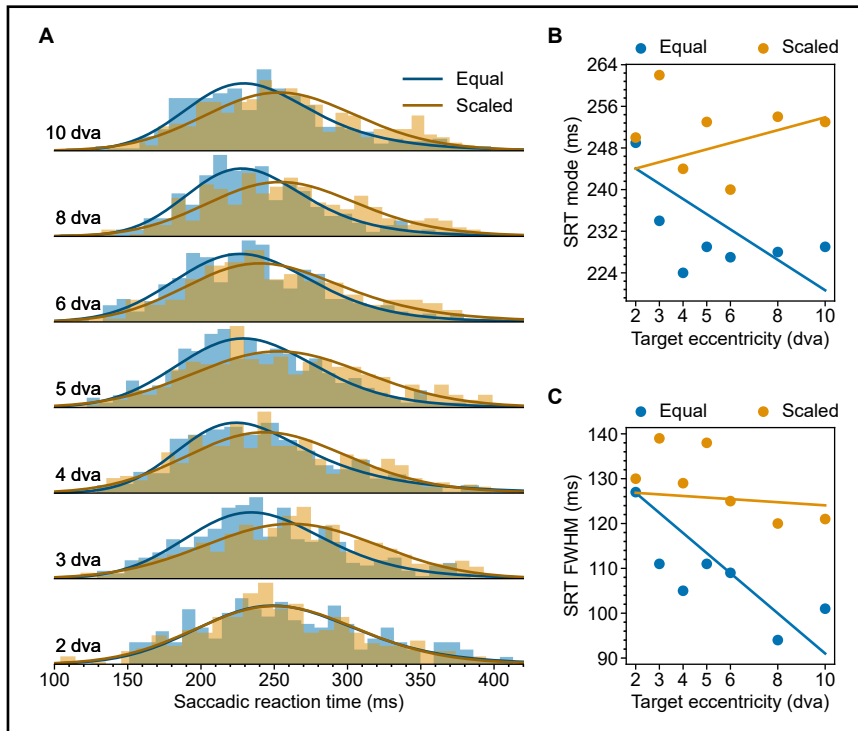 A
Equal
Scaled
10 dva
8 dva
6 dva
5 dva
4 dva
3 dva
2 dva
100 150 200 250 300 350 400
Saccadic reaction time (ms)
B
Equal Scaled
264
256
248
240
232
224
SRT mode (ms)
2 3 4 5 6 8 10
Target eccentricity (dva)
C
Equal Scaled
140
130
120
110
100
90
SRT FWHM (ms)
2 3 4 5 6 8 10
Target eccentricity (dva)